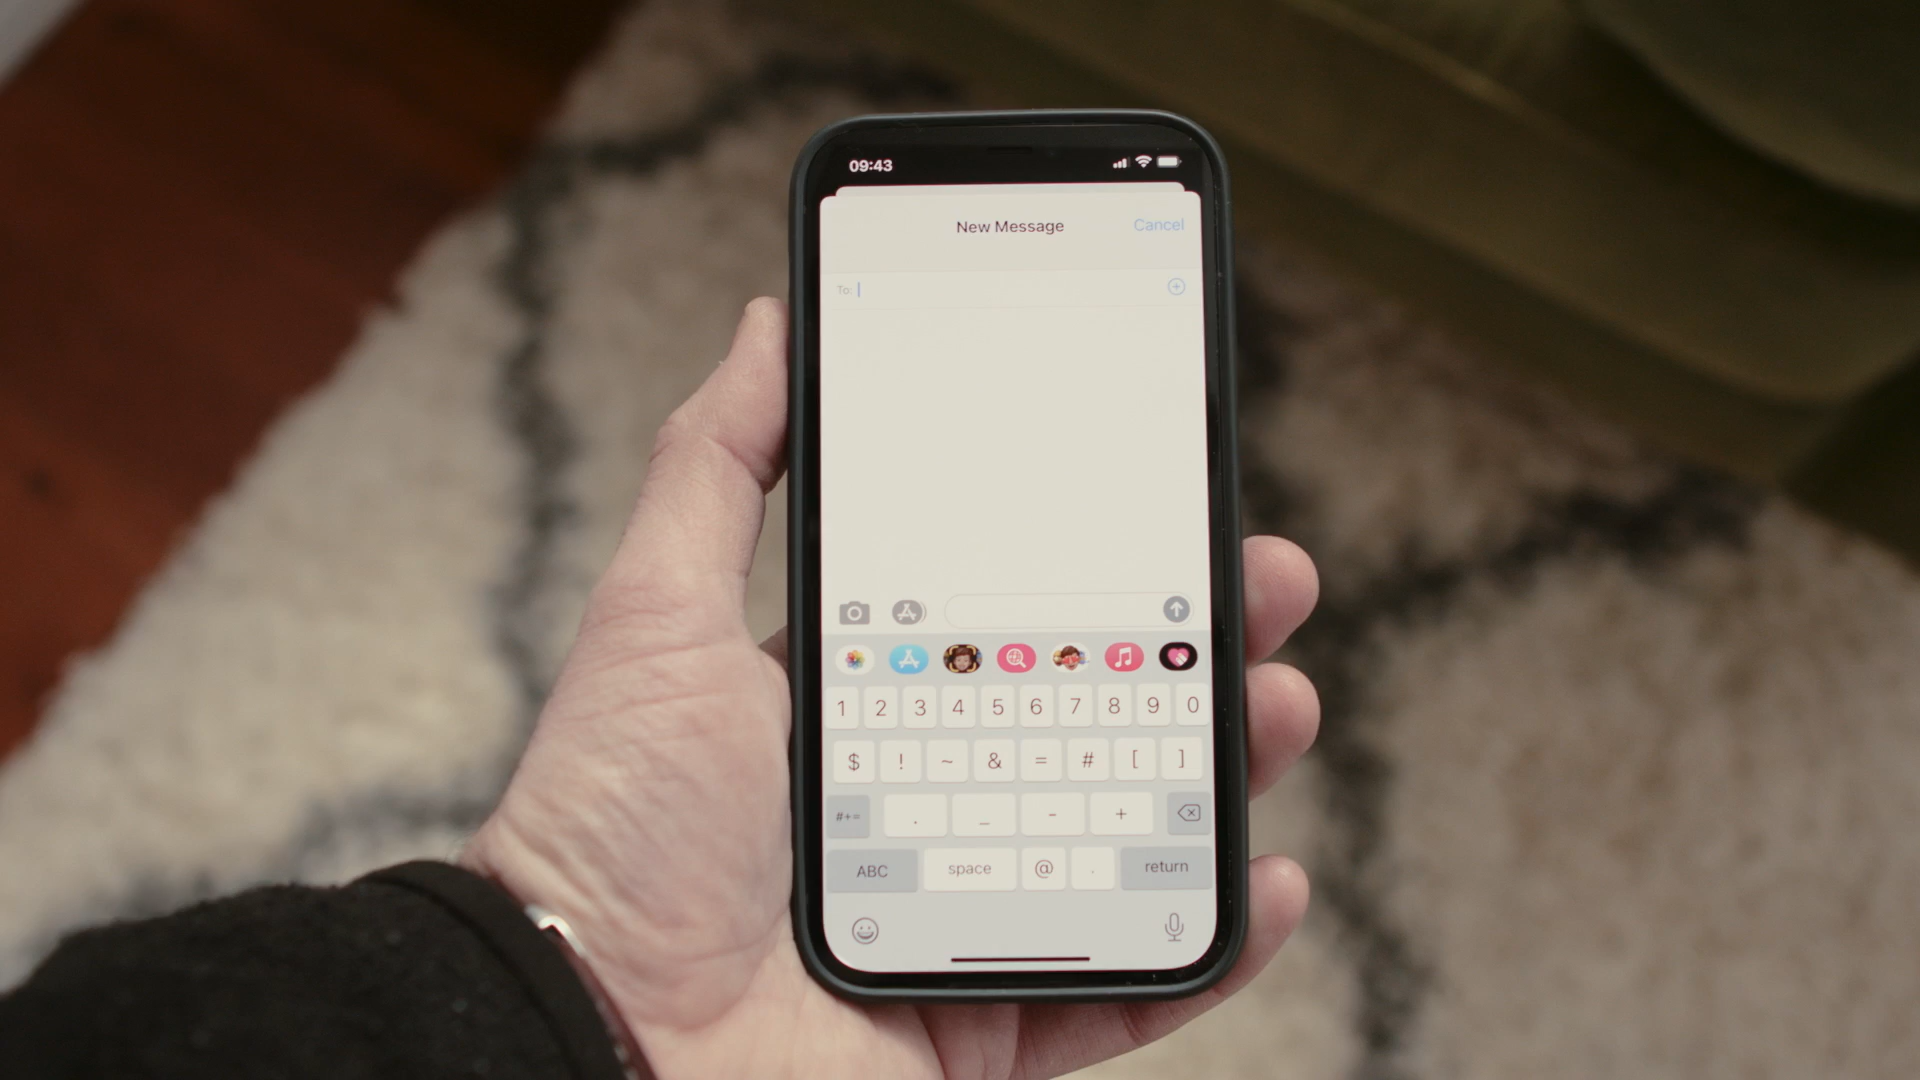 09:43
New Message Cancel
To:
1 2 3 4 5 6 7 8 9 0
$ ! ~ & = # [ ]
#+= . _ - +
ABC space @ . return